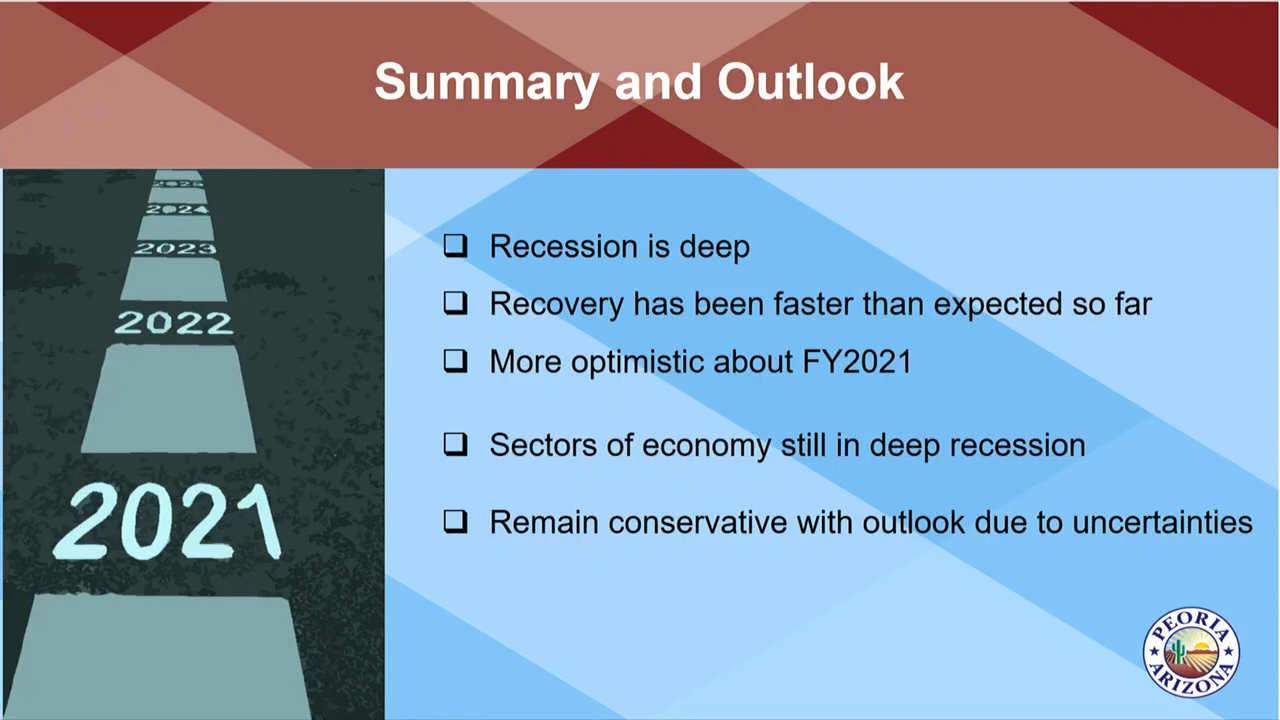 Summary and Outlook
2025
2024
2023
2022
2021
❑ Recession is deep
❑ Recovery has been faster than expected so far
❑ More optimistic about FY2021
❑ Sectors of economy still in deep recession
❑ Remain conservative with outlook due to uncertainties
PEORIA
ARIZONA